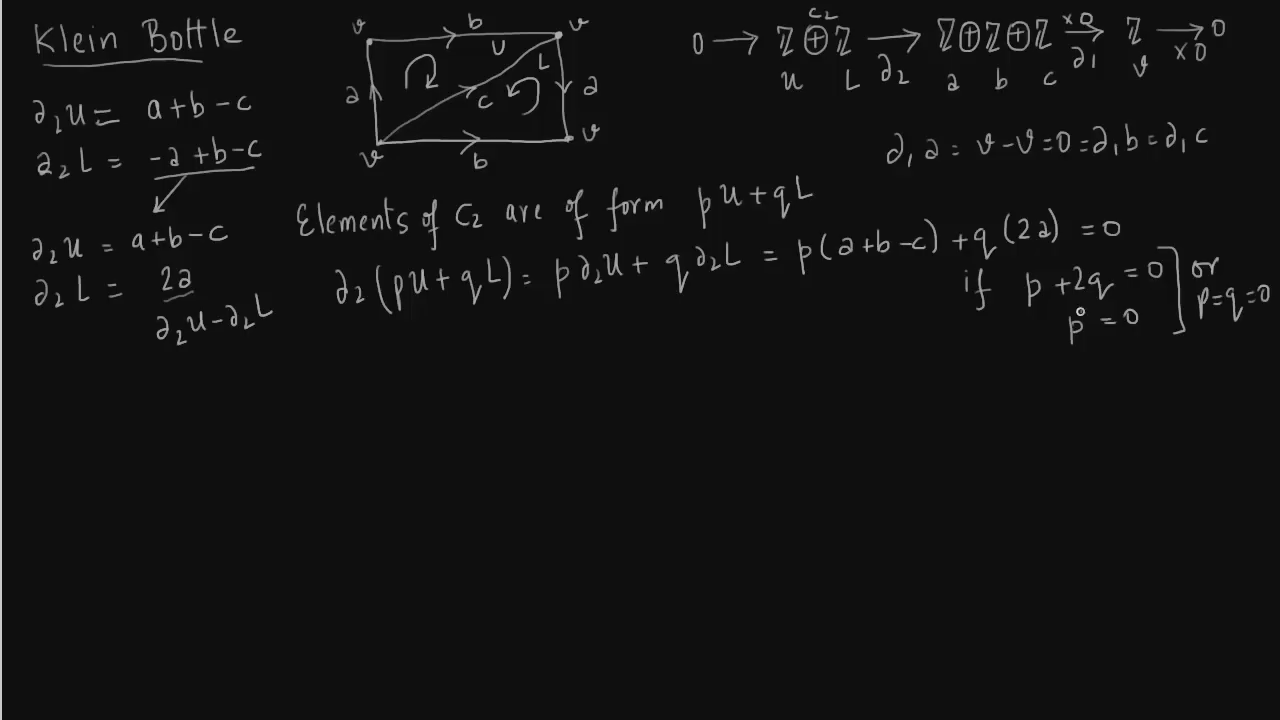 Klein Bottle
∂₂U = a+b-c
∂₂L = -a+b-c
∂₂U = a+b-c
∂₂L = 2a
∂₂U-∂₂L
v b v
U
L
a c a
v b v
C₂
0 → ℤ⊕ℤ → ℤ⊕ℤ⊕ℤ →×0 ℤ → 0
U L ∂₂ a b c ∂₁ v ×0
∂₁a = v-v=0=∂₁b=∂₁c
Elements of C₂ are of form pU+qL
∂₂(pU+qL)= p∂₂U+ q∂₂L = p(a+b-c)+q(2a) =0
if p+2q =0 or
p =0 p=q=0